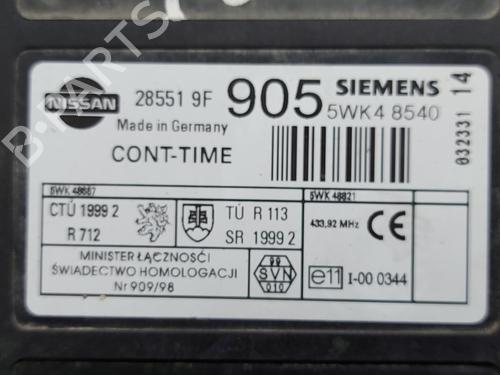 NISSAN
28551 9F 905
SIEMENS
5WK4 8540
14
032331
Made in Germany
CONT-TIME
5WK 48687
CTÚ 1999 2
R 712
TÚ R 113
SR 1999 2
5WK 48821
433,92 MHz
CE
MINISTER ŁĄCZNOŚCI
ŚWIADECTWO HOMOLOGACJI
Nr 909/98
99
SVN
010
e11
I-00 0344
B-PARTS